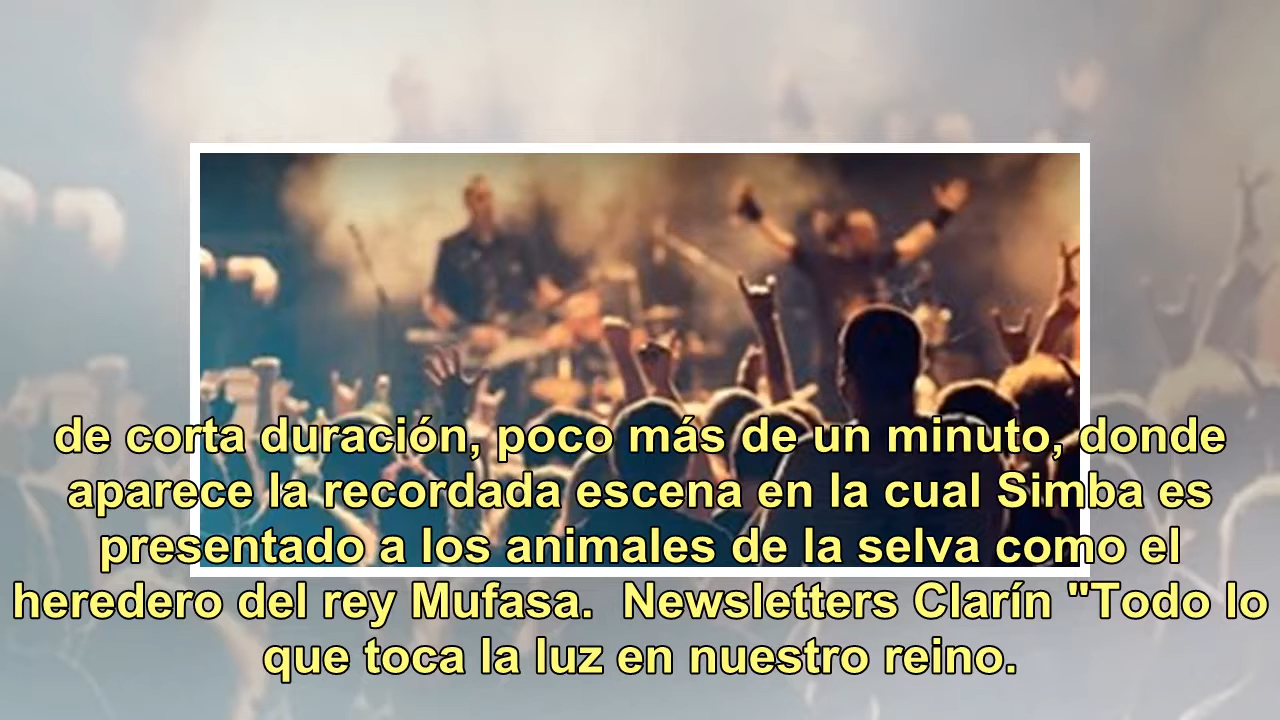 de corta duración, poco más de un minuto, donde
aparece la recordada escena en la cual Simba es
presentado a los animales de la selva como el
heredero del rey Mufasa.  Newsletters Clarín "Todo lo
que toca la luz en nuestro reino.